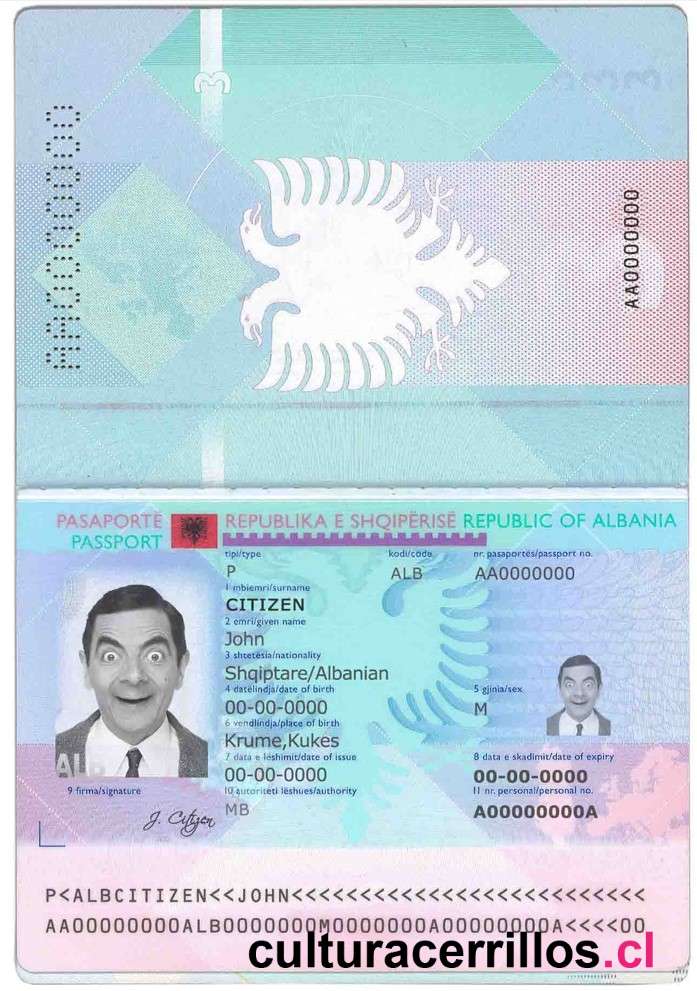 AA0000000
AA0000000
PASAPORTË REPUBLIKA E SHQIPËRISË REPUBLIC OF ALBANIA
PASSPORT
tipi/type kodi/code nr. pasaportës/passport no.
P ALB AA0000000
1 mbiemri/surname
CITIZEN
2 emri/given name
John
3 shtetësia/nationality
Shqiptare/Albanian
4 datëlindja/date of birth 5 gjinia/sex
00-00-0000 M
6 vendlindja/place of birth
Krume,Kukës
7 data e lëshimit/date of issue 8 data e skadimit/date of expiry
00-00-0000 00-00-0000
9 firma/signature 10 autoriteti lëshues/authority 11 nr. personal/personal no.
MB A00000000A
J. Citizen
ALB
P<ALBCITIZEN<<JOHN<<<<<<<<<<<<<<<<<<<<<<<<<<
AA00000000ALB0000000M0000000A00000000A<<<<00
culturacerrillos.cl